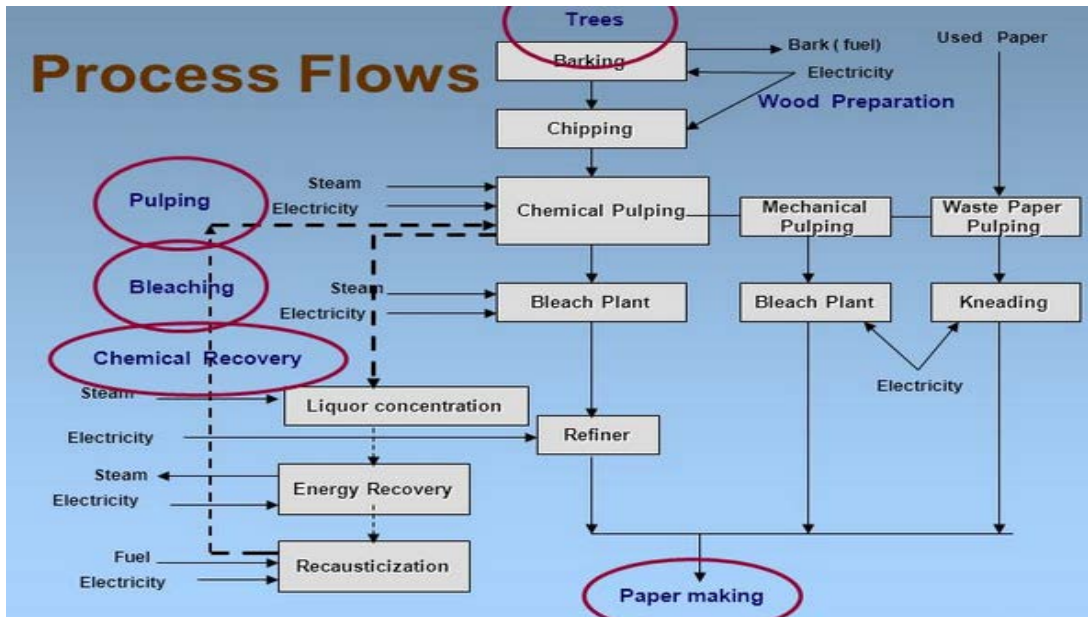 Trees
Process Flows
Barking
Bark ( fuel)
Used Paper
Electricity
Wood Preparation
Chipping
Pulping
Steam
Electricity
Chemical Pulping
Mechanical
Pulping
Waste Paper
Pulping
Bleaching
Steam
Electricity
Bleach Plant
Bleach Plant
Kneading
Chemical Recovery
Electricity
Steam
Liquor concentration
Electricity
Refiner
Steam
Electricity
Energy Recovery
Fuel
Electricity
Recausticization
Paper making